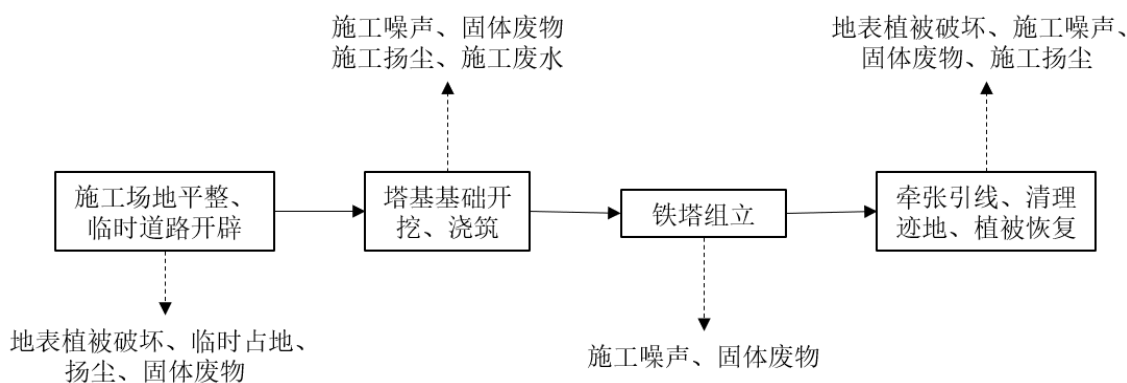 施工噪声、固体废物
施工扬尘、施工废水
地表植被破坏、施工噪声、
固体废物、施工扬尘
施工场地平整、
临时道路开辟
塔基基础开
挖、浇筑
铁塔组立
牵张引线、清理
迹地、植被恢复
地表植被破坏、临时占地、
扬尘、固体废物
施工噪声、固体废物